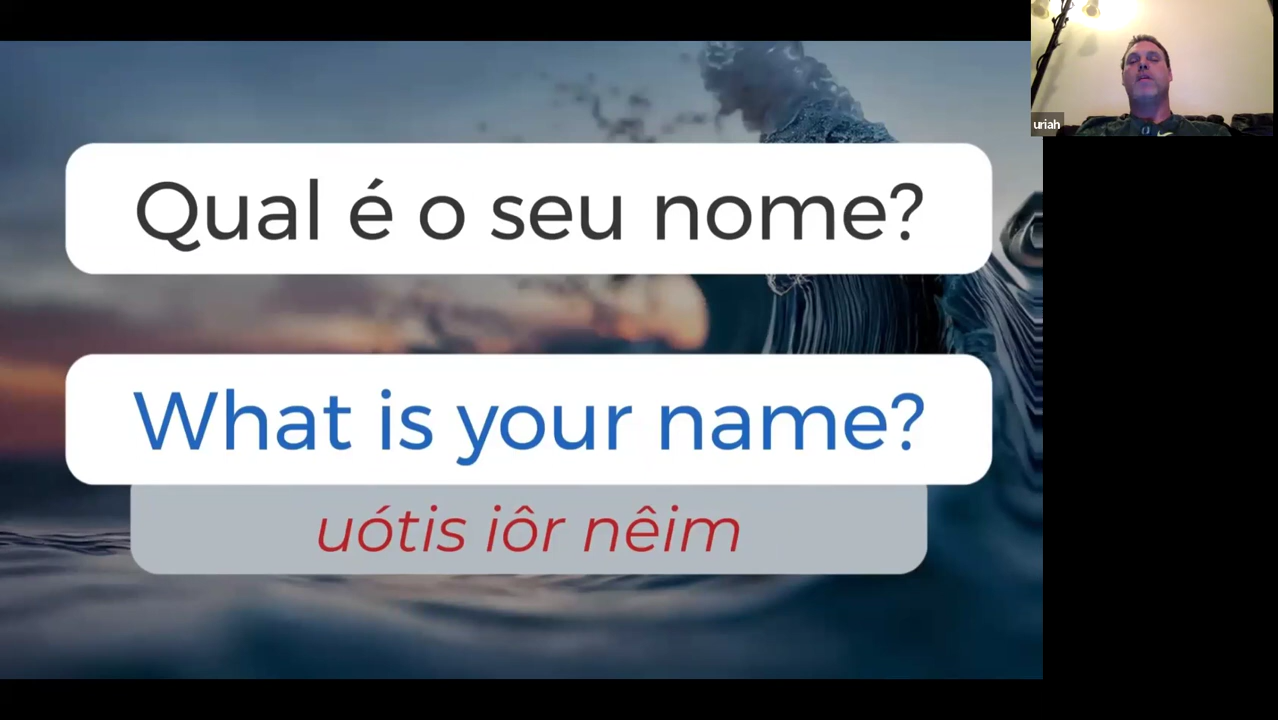 Qual é o seu nome?
What is your name?
uótis iôr nêim
uriah